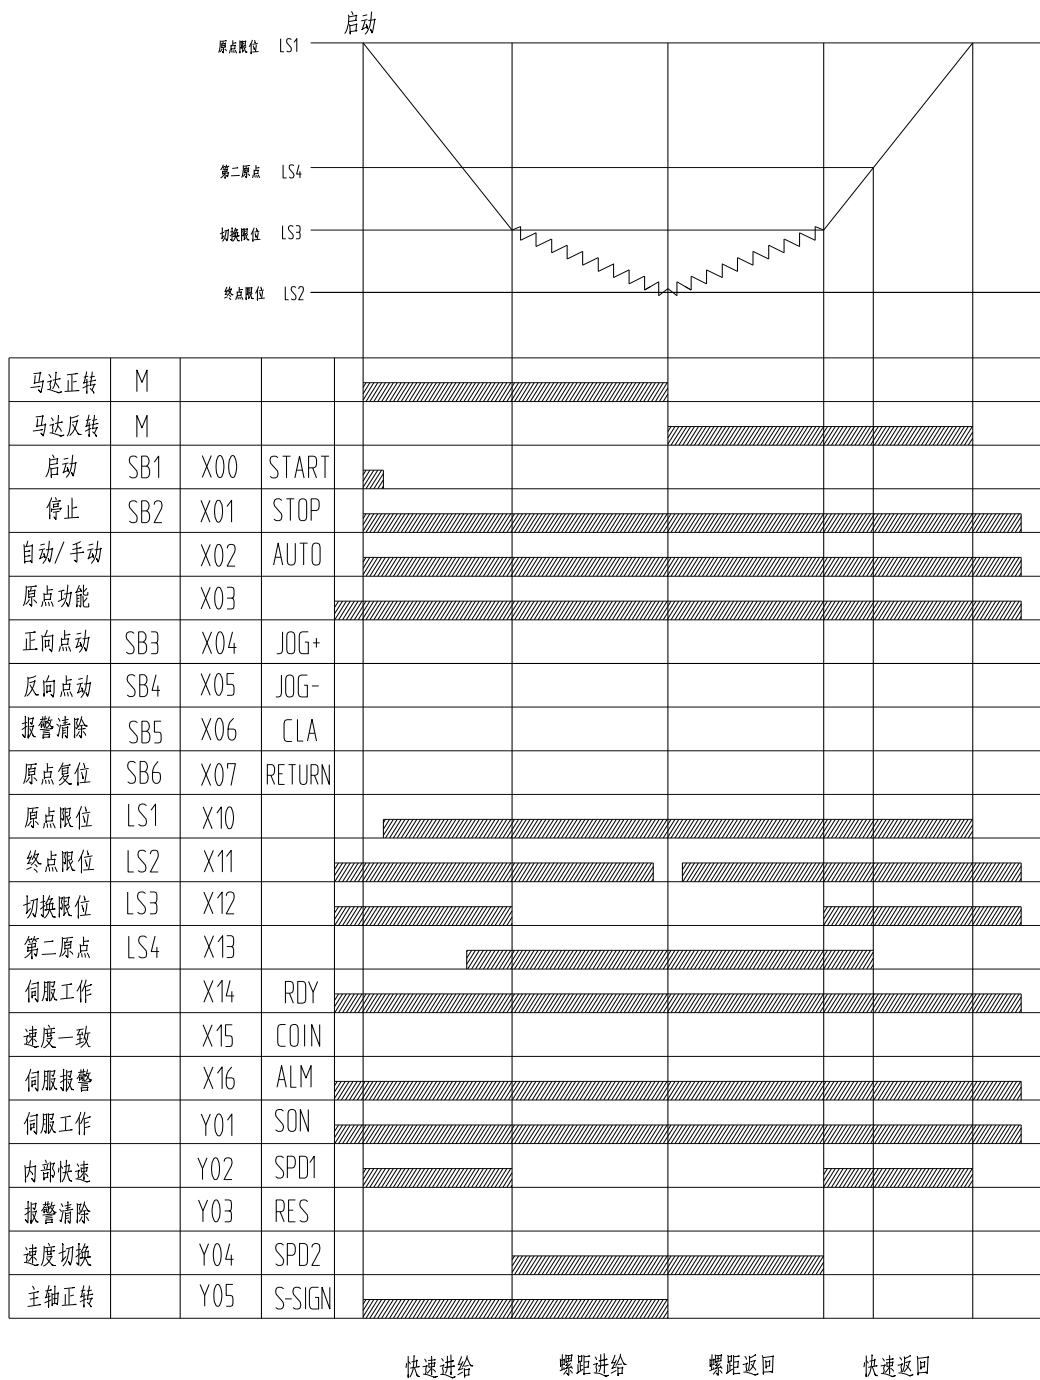 启动
原点限位 LS1
第二原点 LS4
切换限位 LS3
终点限位 LS2
马达正转 M
马达反转 M
启动 SB1 X00 START
停止 SB2 X01 STOP
自动/手动 X02 AUTO
原点功能 X03
正向点动 SB3 X04 JOG+
反向点动 SB4 X05 JOG-
报警清除 SB5 X06 CLA
原点复位 SB6 X07 RETURN
原点限位 LS1 X10
终点限位 LS2 X11
切换限位 LS3 X12
第二原点 LS4 X13
伺服工作 X14 RDY
速度一致 X15 COIN
伺服报警 X16 ALM
伺服工作 Y01 SON
内部快速 Y02 SPD1
报警清除 Y03 RES
速度切换 Y04 SPD2
主轴正转 Y05 S-SIGN
快速进给 螺距进给 螺距返回 快速返回